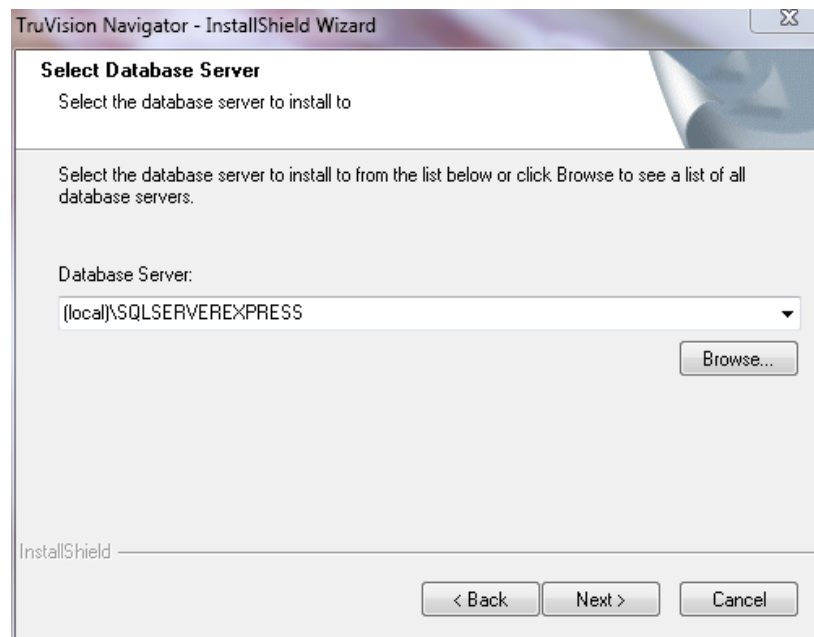 TruVision Navigator - InstallShield Wizard
Select Database Server
Select the database server to install to
Select the database server to install to from the list below or click Browse to see a list of all
database servers.
Database Server:
(local)\SQLSERVEREXPRESS
Browse...
InstallShield
< Back
Next >
Cancel